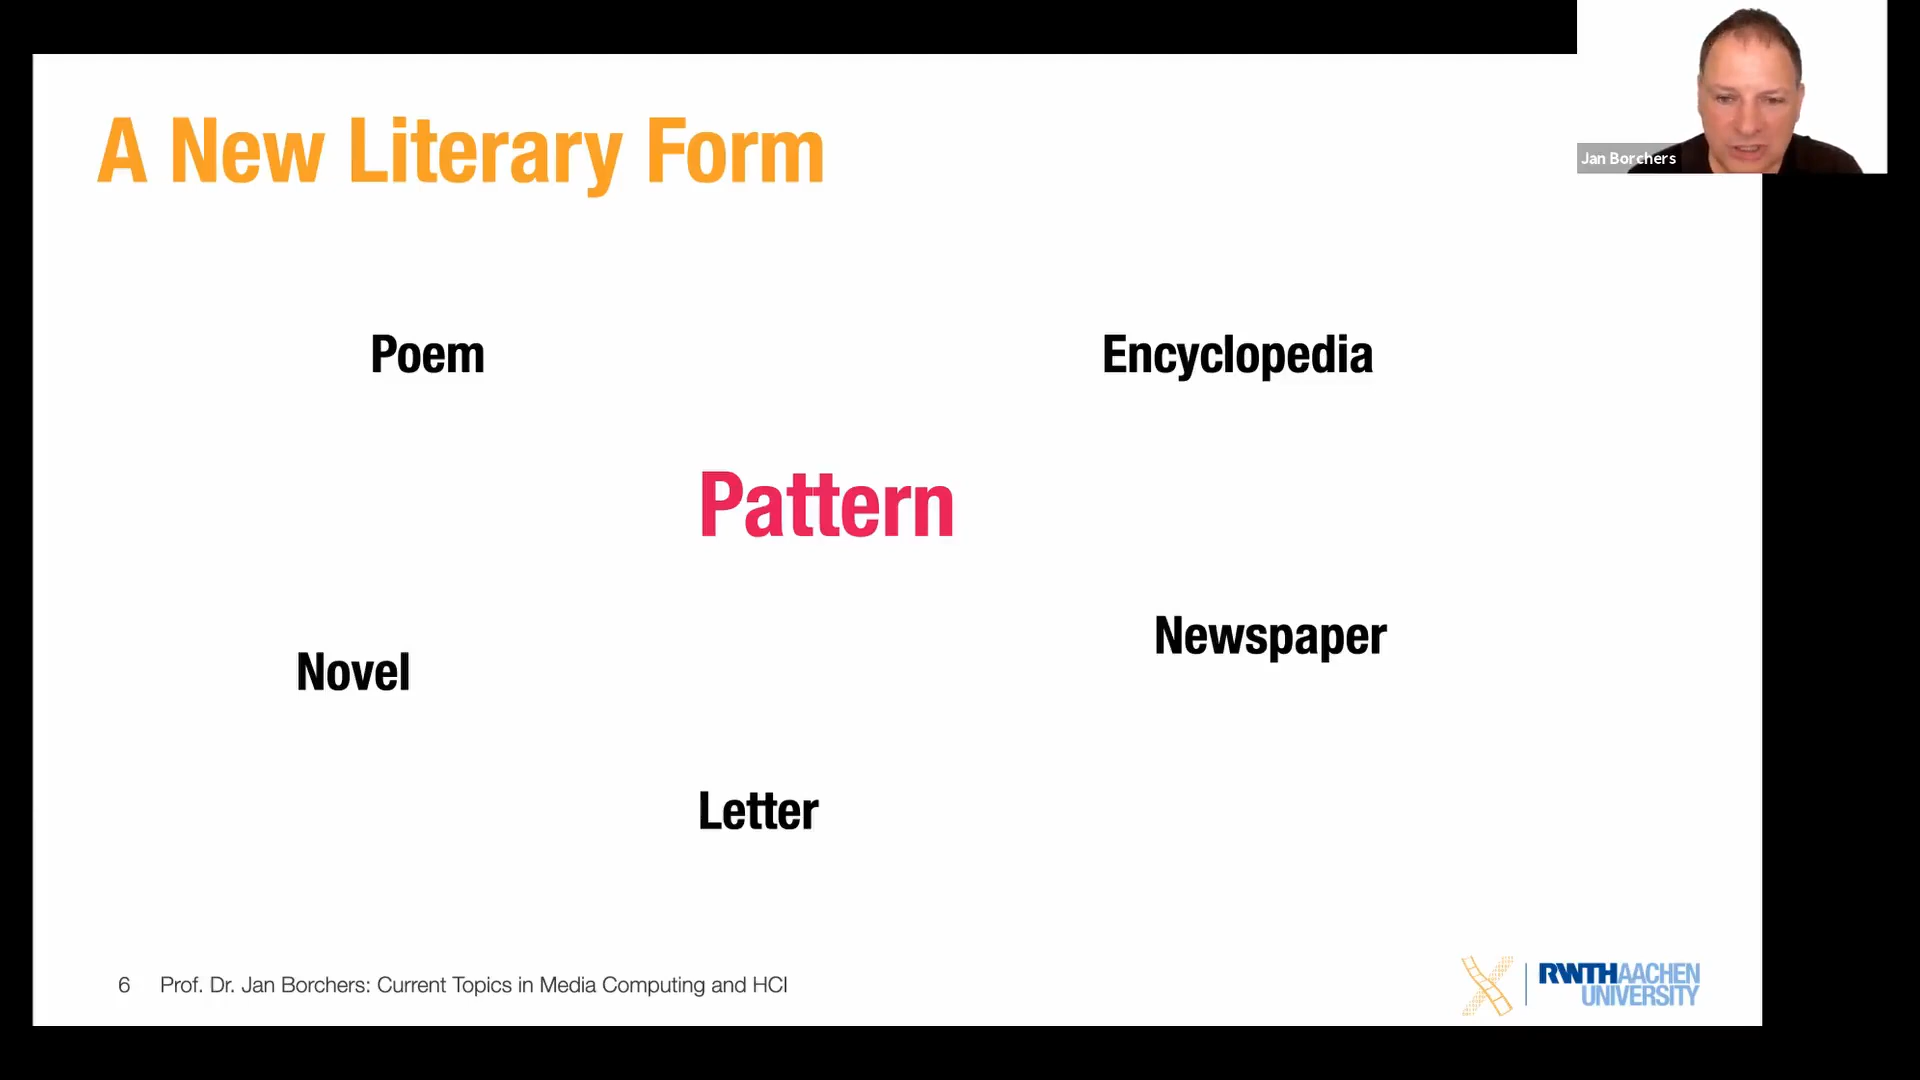 A New Literary Form
Jan Borchers
Poem
Encyclopedia
Pattern
Newspaper
Novel
Letter
6 Prof. Dr. Jan Borchers: Current Topics in Media Computing and HCI
RWTHAACHEN
UNIVERSITY